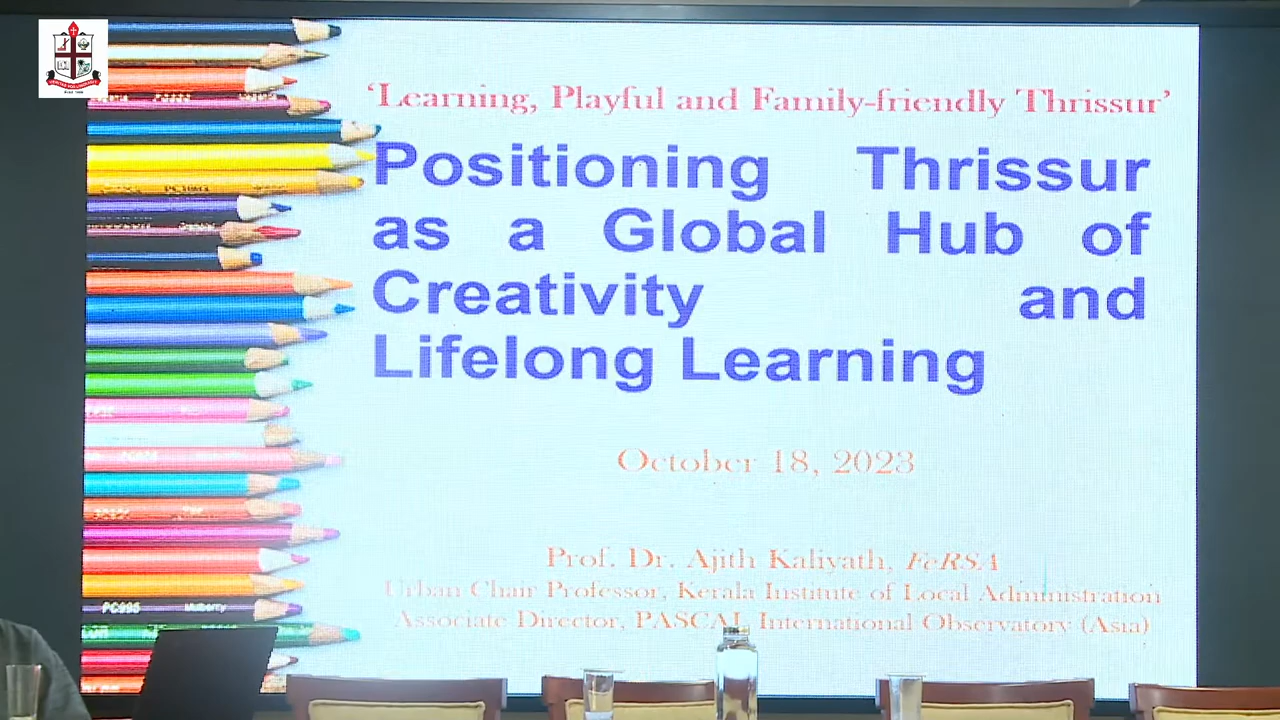 ‘Learning, Playful and Family-friendly Thrissur’
Positioning Thrissur
as a Global Hub of
Creativity and
Lifelong Learning
October 18, 2023
Prof. Dr. Ajith Kaliyath, FeRSA
Urban Chair Professor, Kerala Institute of Local Administration
Associate Director, PASCAL International Observatory (Asia)
PC995 Mulberry